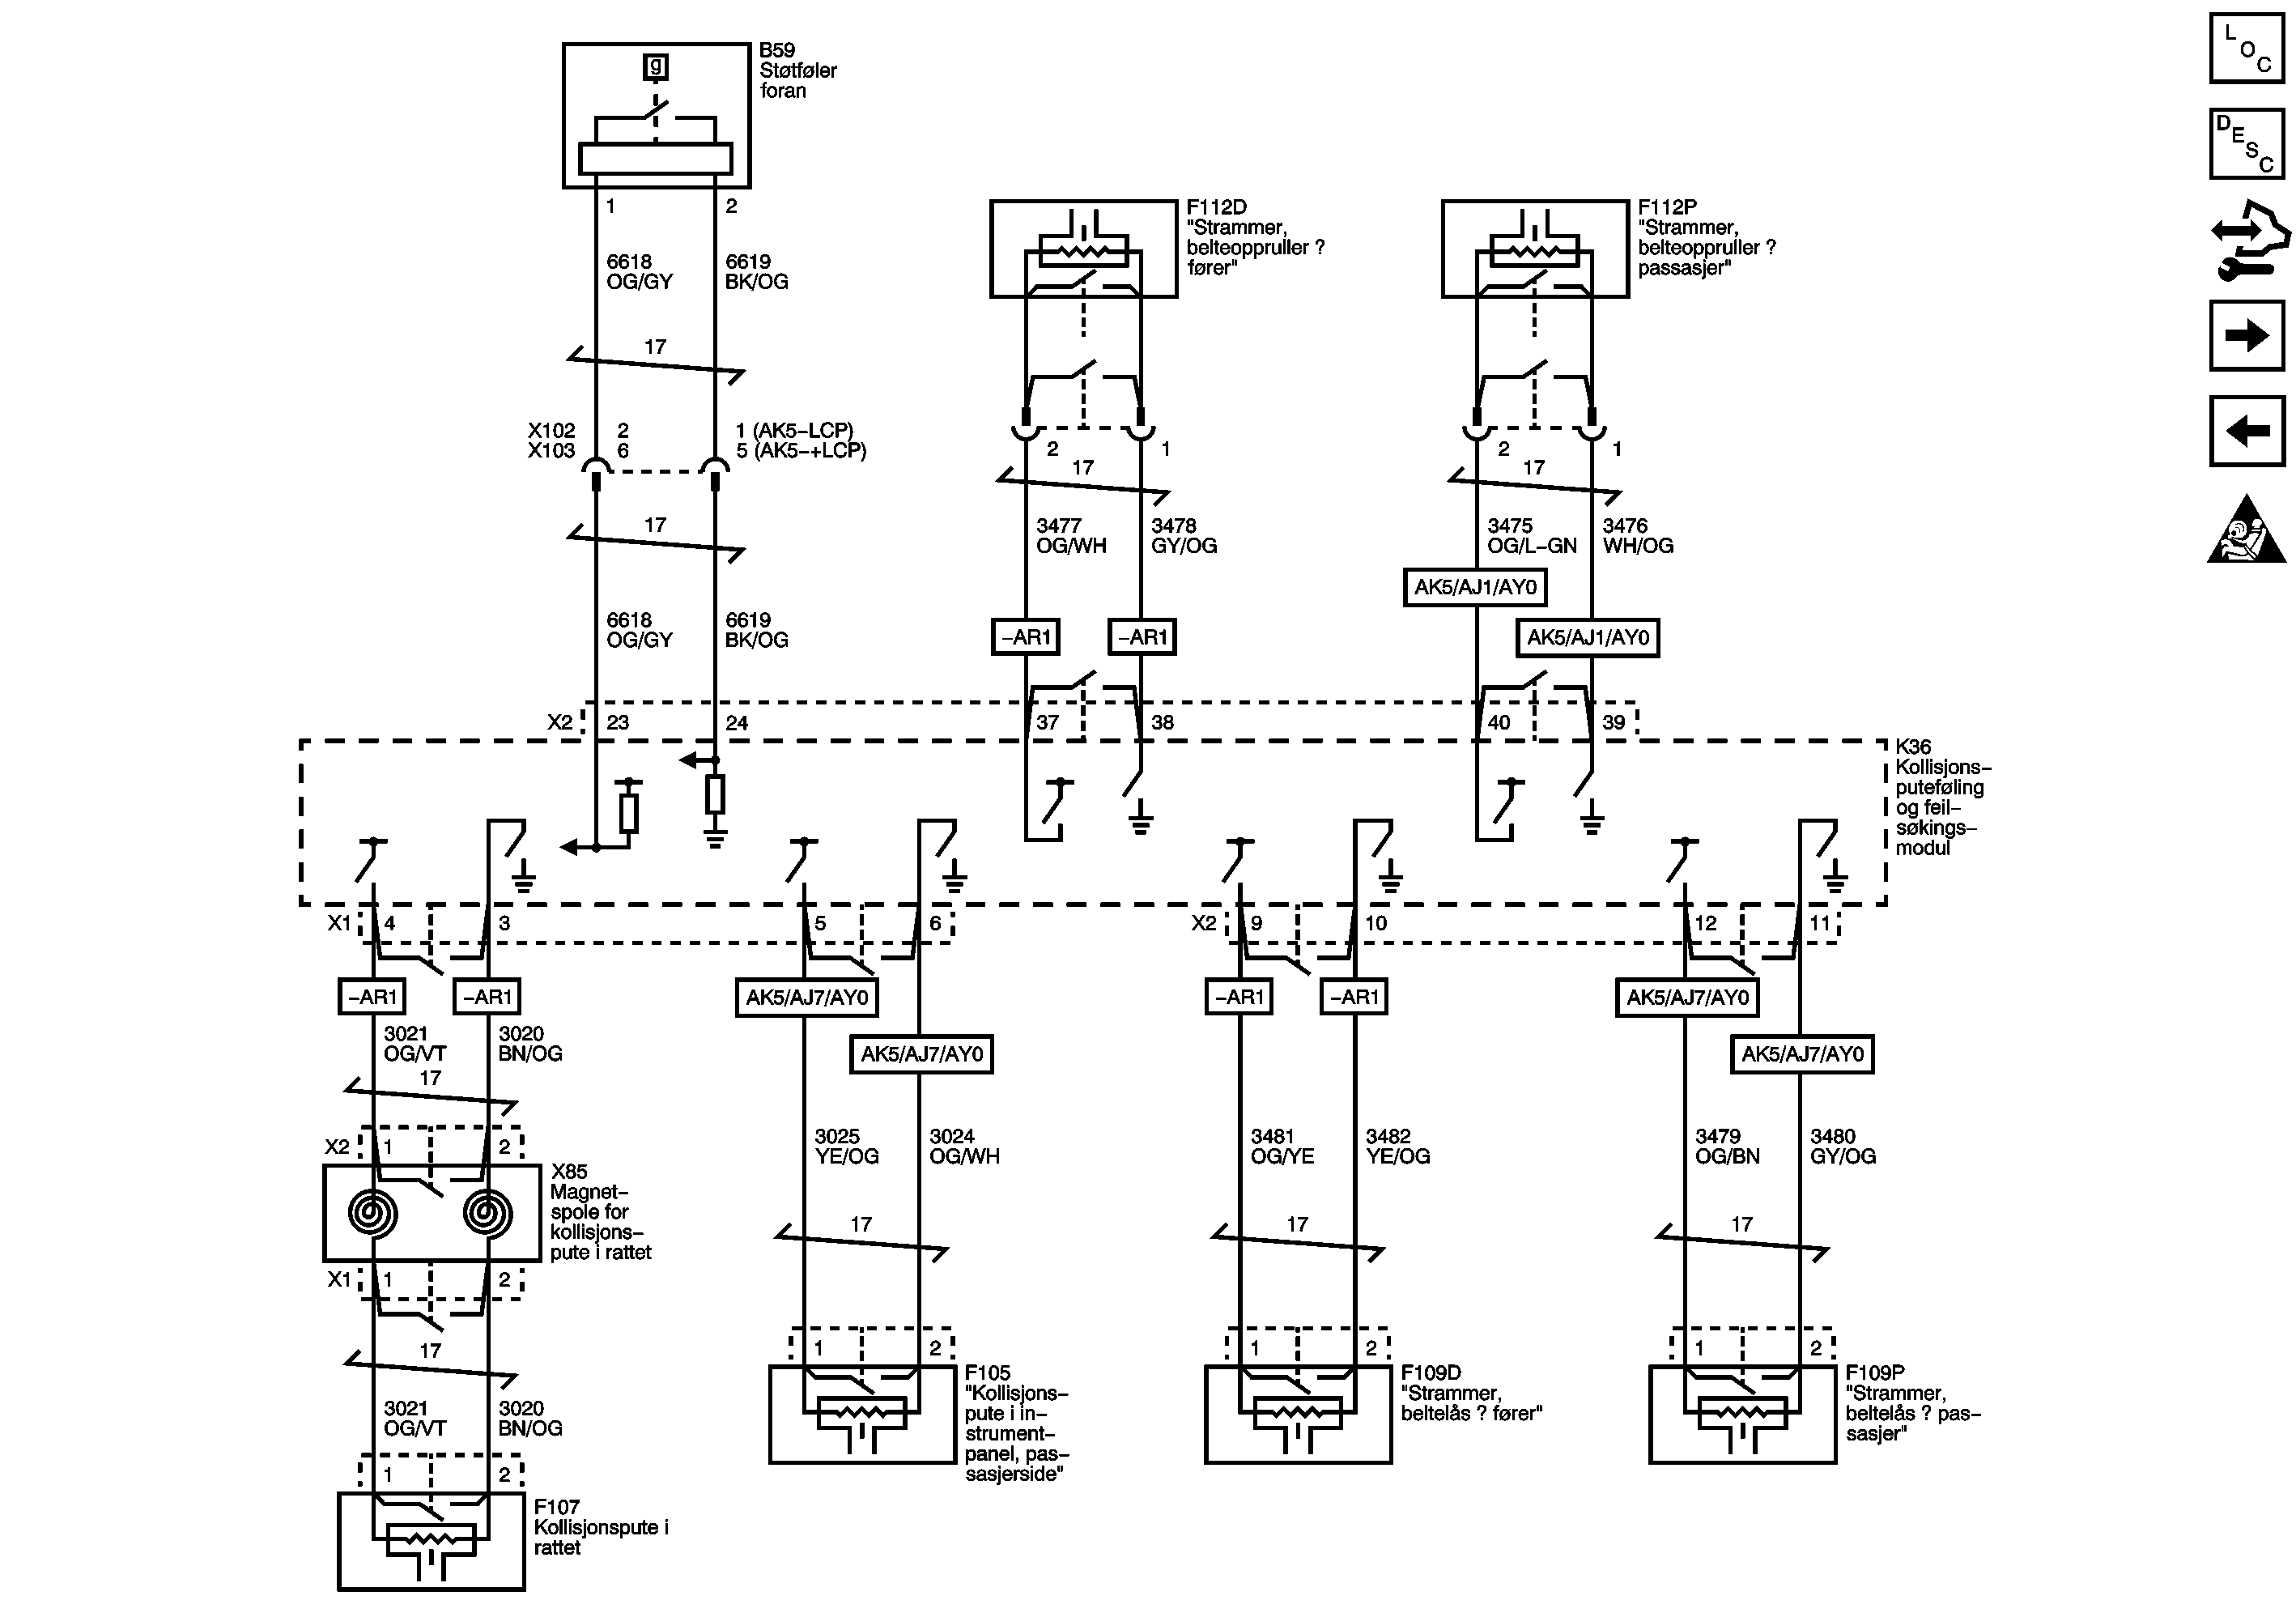 L
O
C
D
E
S
C
B59
Støtføler
foran
g
1
2
6618
OG/GY
6619
BK/OG
17
X102
2
1 (AK5-LCP)
X103
6
5 (AK5-+LCP)
17
6618
OG/GY
6619
BK/OG
F112D
"Strammer,
belteoppruller ?
fører"
2
1
17
3477
OG/WH
3478
GY/OG
-AR1
-AR1
F112P
"Strammer,
belteoppruller ?
passasjer"
2
1
17
3475
OG/L-GN
3476
WH/OG
AK5/AJ1/AY0
AK5/AJ1/AY0
X2
23
24
37
38
40
39
K36
Kollisjons-
puteføling
og feil-
søkings-
modul
X1
4
3
5
6
X2
9
10
12
11
-AR1
-AR1
AK5/AJ7/AY0
AK5/AJ7/AY0
-AR1
-AR1
AK5/AJ7/AY0
AK5/AJ7/AY0
3021
OG/VT
3020
BN/OG
17
X2
1
2
X85
Magnet-
spole for
kollisjons-
pute i rattet
X1
1
2
17
3021
OG/VT
3020
BN/OG
1
2
F107
Kollisjonspute i
rattet
3025
YE/OG
3024
OG/WH
17
1
2
F105
"Kollisjons-
pute i in-
strument-
panel, pas-
sasjerside"
3481
OG/YE
3482
YE/OG
17
1
2
F109D
"Strammer,
beltelås ? fører"
3479
OG/BN
3480
GY/OG
17
1
2
F109P
"Strammer,
beltelås ? pas-
sasjer"